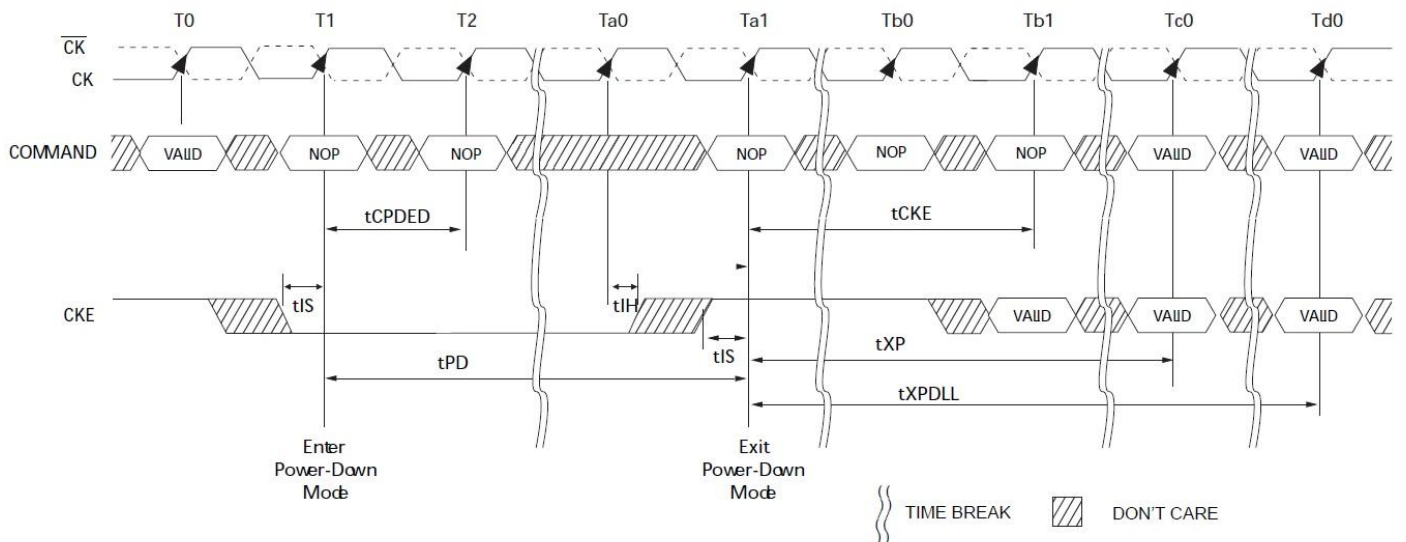 T0 T1 T2 Ta0 Ta1 Tb0 Tb1 Tc0 Td0
CK
CK
COMMAND VALID NOP NOP NOP NOP NOP VALID VALID
tCPDED tCKE
tIS tIH
CKE VALID VALID VALID
tIS
tPD tXP
tXPDLL
Enter
Power-Down
Mode
Exit
Power-Down
Mode
TIME BREAK DON'T CARE